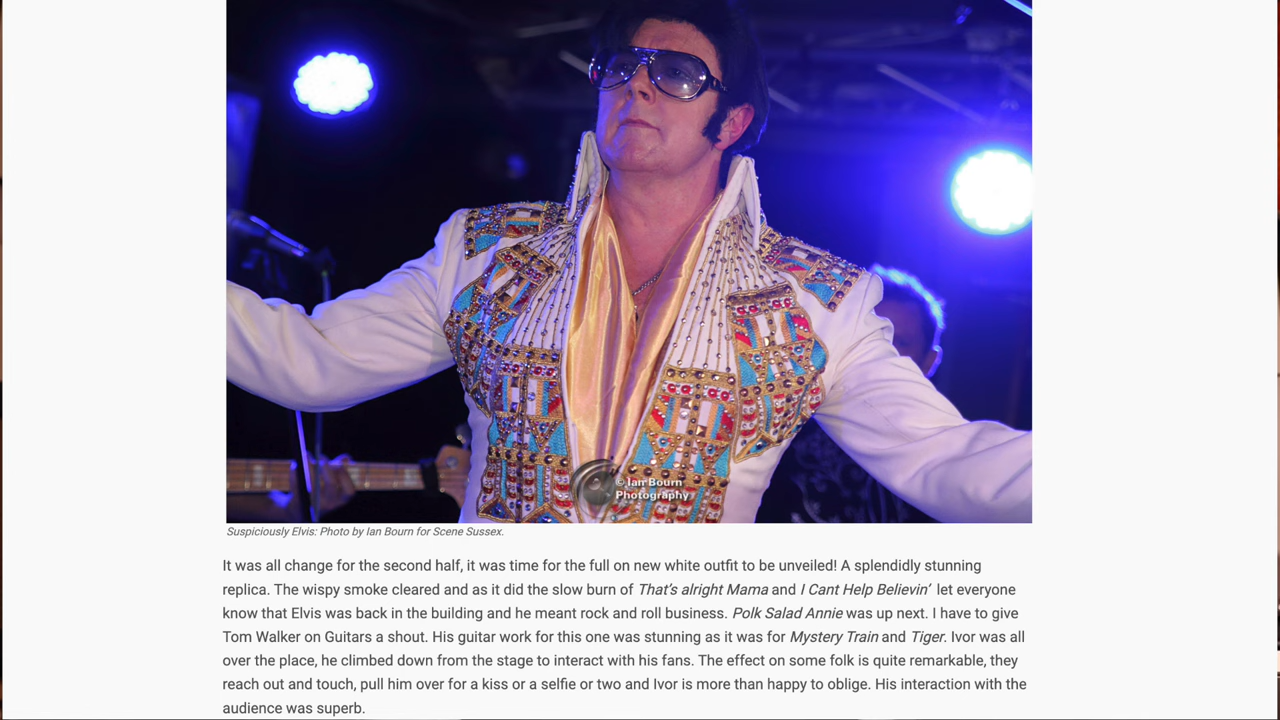 © Ian Bourn
Photography
Suspiciously Elvis: Photo by Ian Bourn for Scene Sussex.
It was all change for the second half, it was time for the full on new white outfit to be unveiled! A splendidly stunning
replica. The wispy smoke cleared and as it did the slow burn of That’s alright Mama and I Cant Help Believin’ let everyone
know that Elvis was back in the building and he meant rock and roll business. Polk Salad Annie was up next. I have to give
Tom Walker on Guitars a shout. His guitar work for this one was stunning as it was for Mystery Train and Tiger. Ivor was all
over the place, he climbed down from the stage to interact with his fans. The effect on some folk is quite remarkable, they
reach out and touch, pull him over for a kiss or a selfie or two and Ivor is more than happy to oblige. His interaction with the
audience was superb.